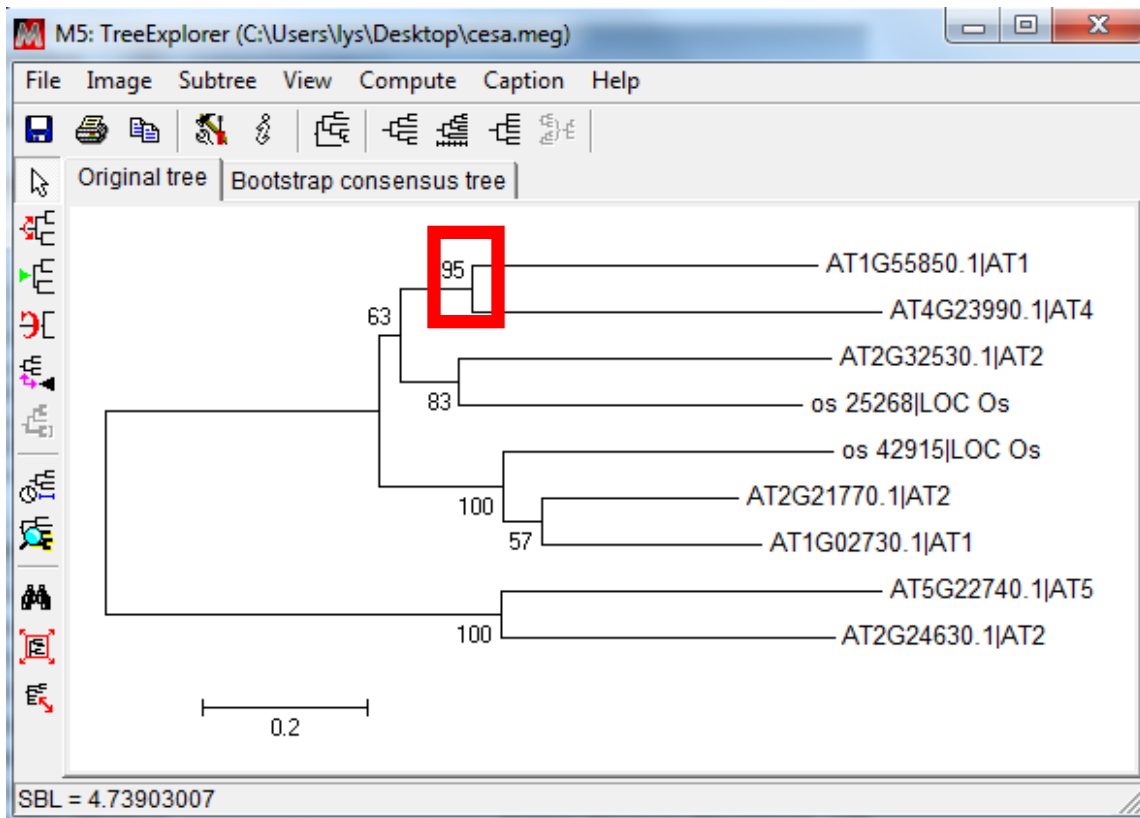 M5: TreeExplorer (C:\Users\lys\Desktop\cesa.meg)
File Image Subtree View Compute Caption Help
Original tree Bootstrap consensus tree
95
AT1G55850.1|AT1
AT4G23990.1|AT4
63
AT2G32530.1|AT2
83
os 25268|LOC Os
os 42915|LOC Os
100
AT2G21770.1|AT2
57
AT1G02730.1|AT1
AT5G22740.1|AT5
100
AT2G24630.1|AT2
0.2
SBL = 4.73903007